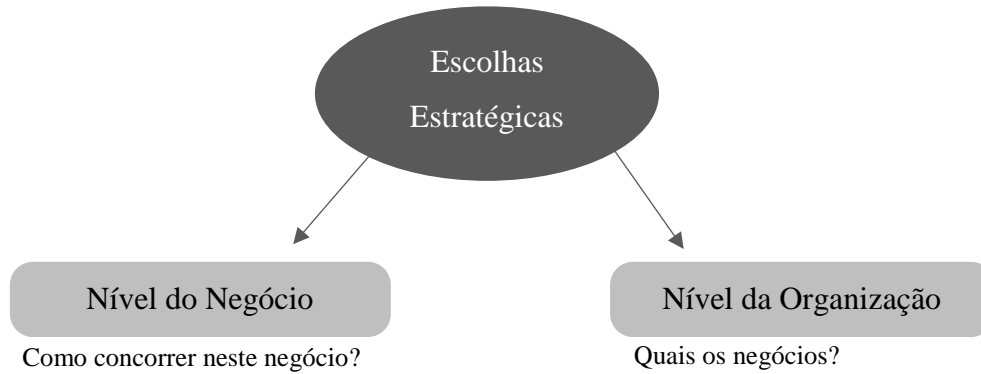 Escolhas
Estratégicas
Nível do Negócio
Como concorrer neste negócio?
Nível da Organização
Quais os negócios?